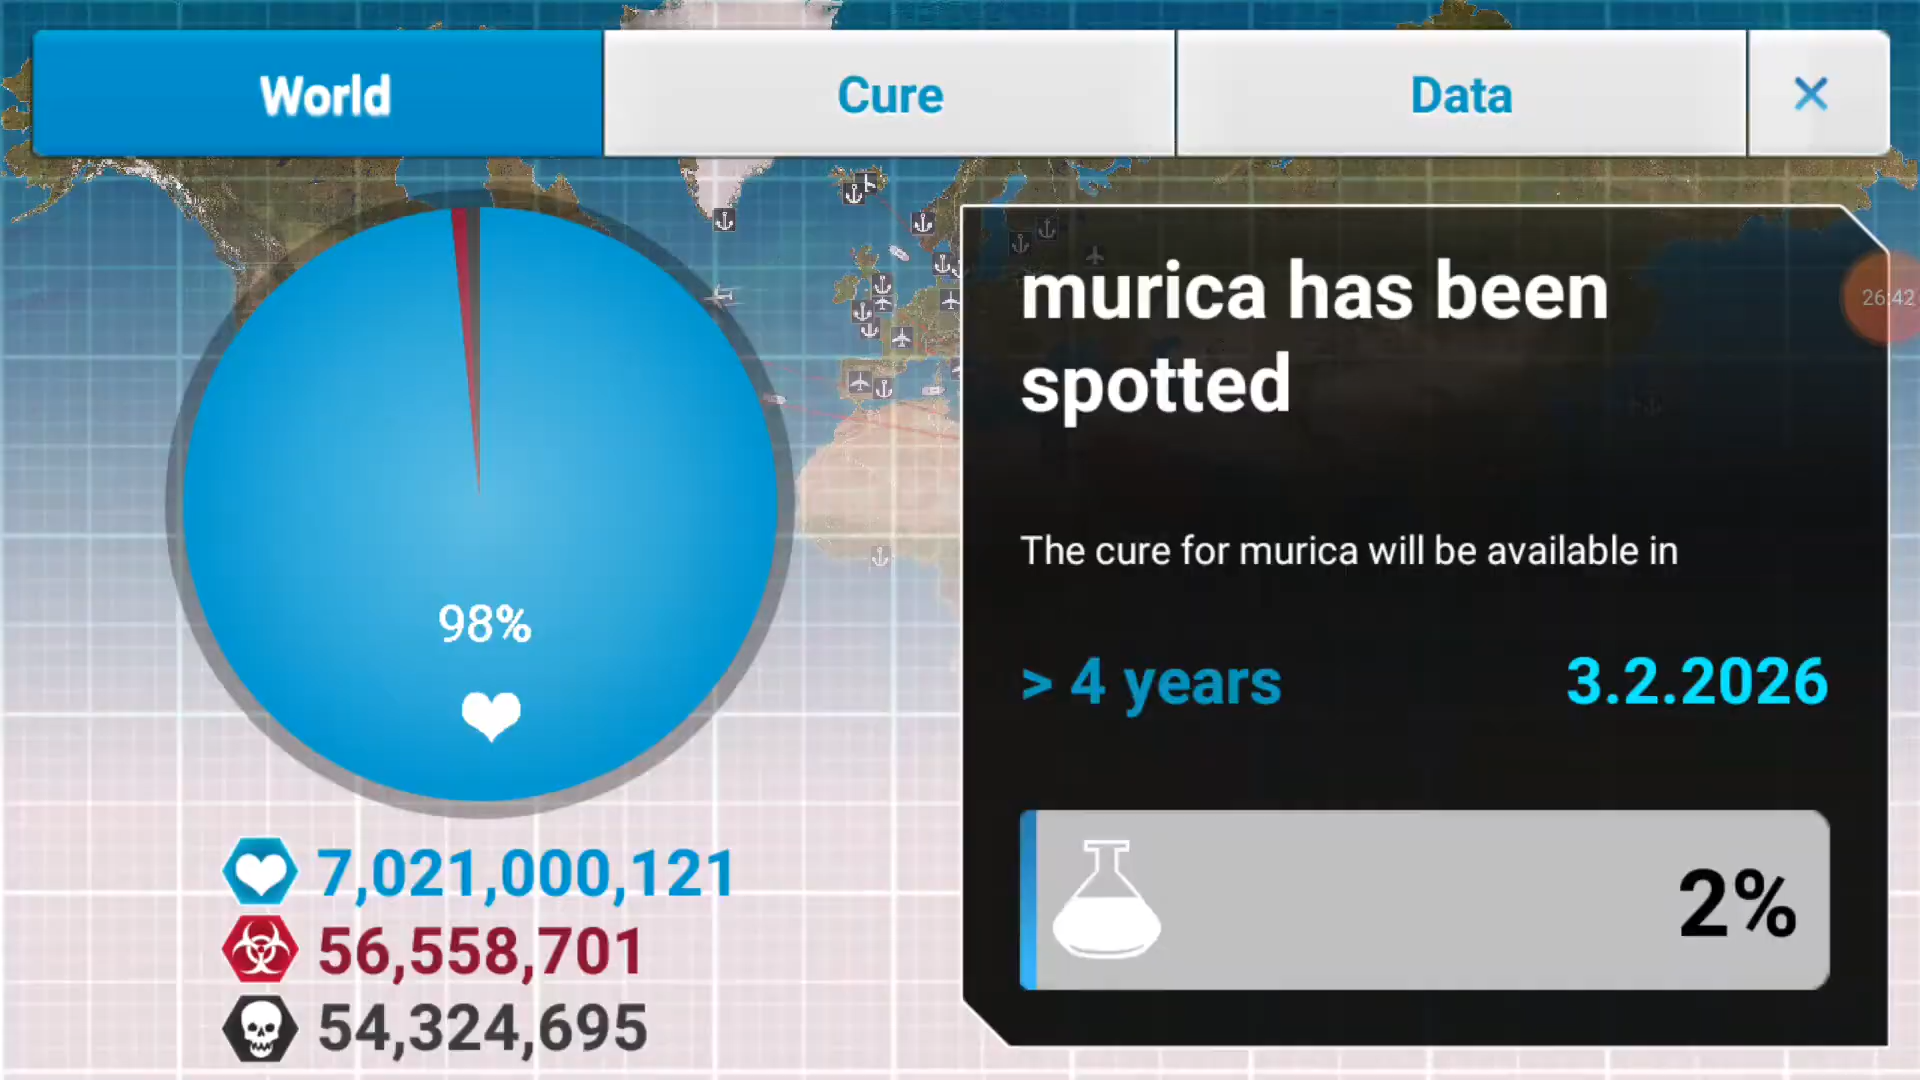 World
Cure
Data
murica has been
spotted
26:42
The cure for murica will be available in
> 4 years
3.2.2026
98%
7,021,000,121
56,558,701
54,324,695
2%